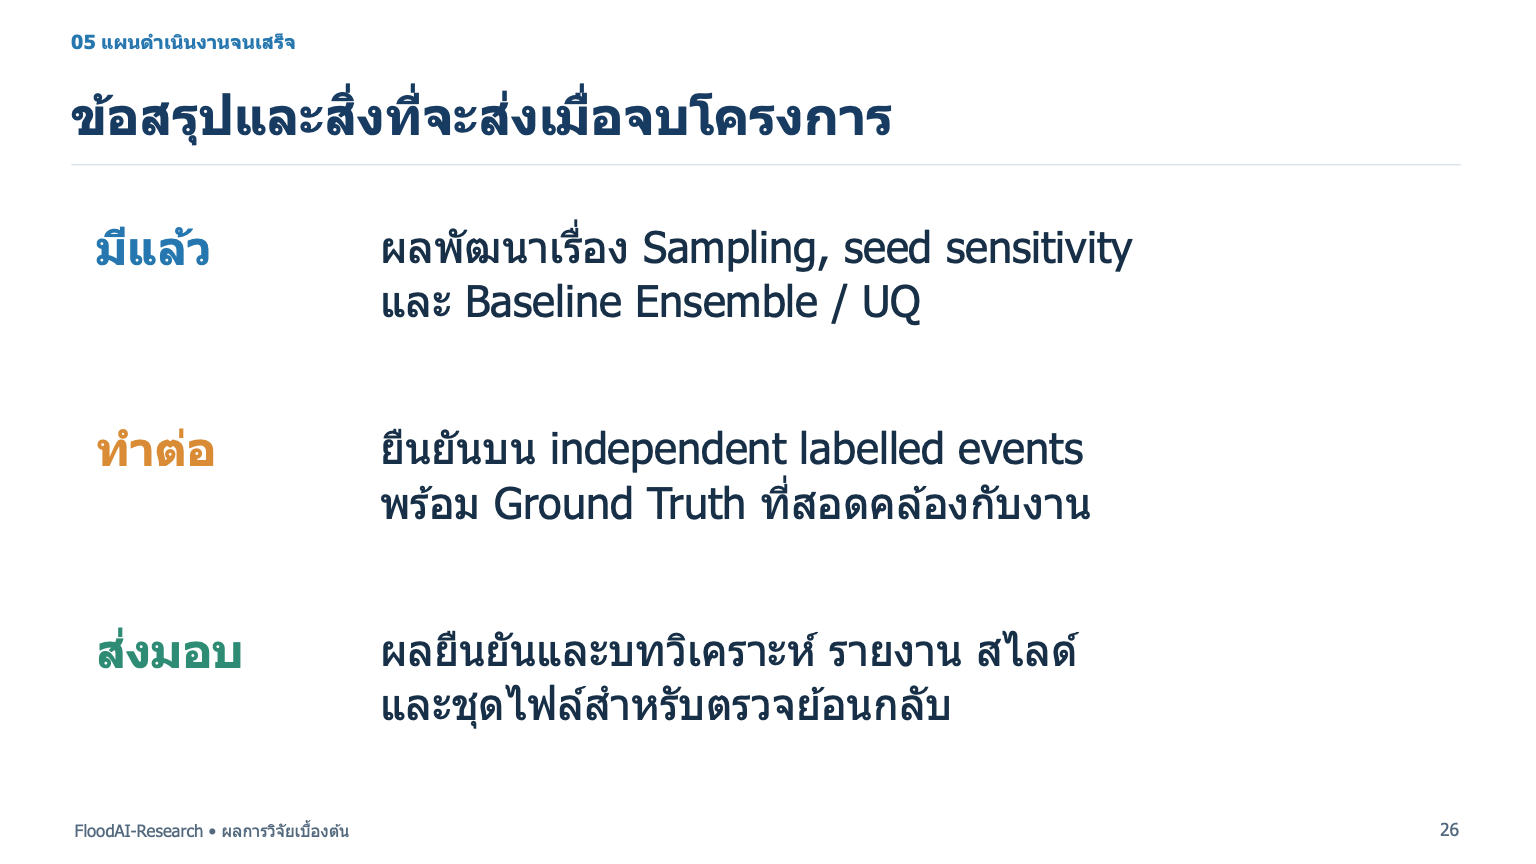 05 แผนดำเนินงานจนเสร็จ
ข้อสรุปและสิ่งที่จะส่งเมื่อจบโครงการ
มีแล้ว
ผลพัฒนาเรื่อง Sampling, seed sensitivity
และ Baseline Ensemble / UQ
ทำต่อ
ยืนยันบน independent labelled events
พร้อม Ground Truth ที่สอดคล้องกับงาน
ส่งมอบ
ผลยืนยันและบทวิเคราะห์ รายงาน สไลด์
และชุดไฟล์สำหรับตรวจย้อนกลับ
FloodAI-Research • ผลการวิจัยเบื้องต้น
26